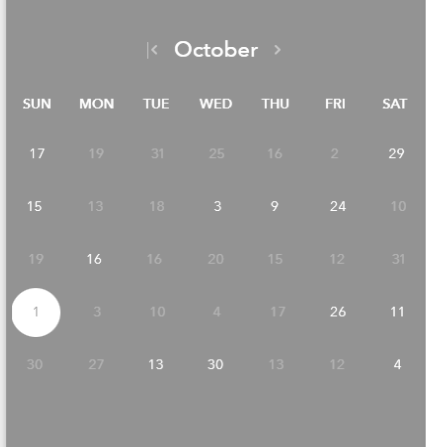 |< October >
SUN MON TUE WED THU FRI SAT
17 19 31 25 16 2 29
15 13 18 3 9 24 10
19 16 16 20 15 12 31
1 3 10 4 17 26 11
30 27 13 30 13 12 4